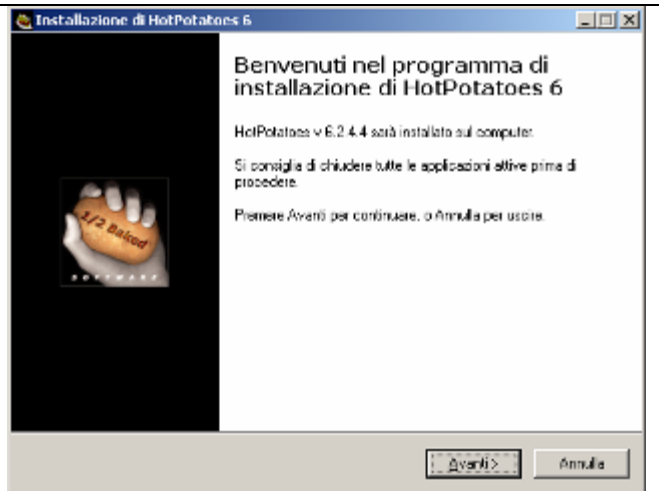 Installazione di HotPotatoes 6
Benvenuti nel programma di
installazione di HotPotatoes 6
HotPotatoes v 6.2.4.4 sarà installato sul computer.
Si consiglia di chiudere tutte le applicazioni attive prima di
procedere.
Premere Avanti per continuare, o Annulla per uscire.
1/2 Baked
SOFTWARE
Avanti >
Annulla